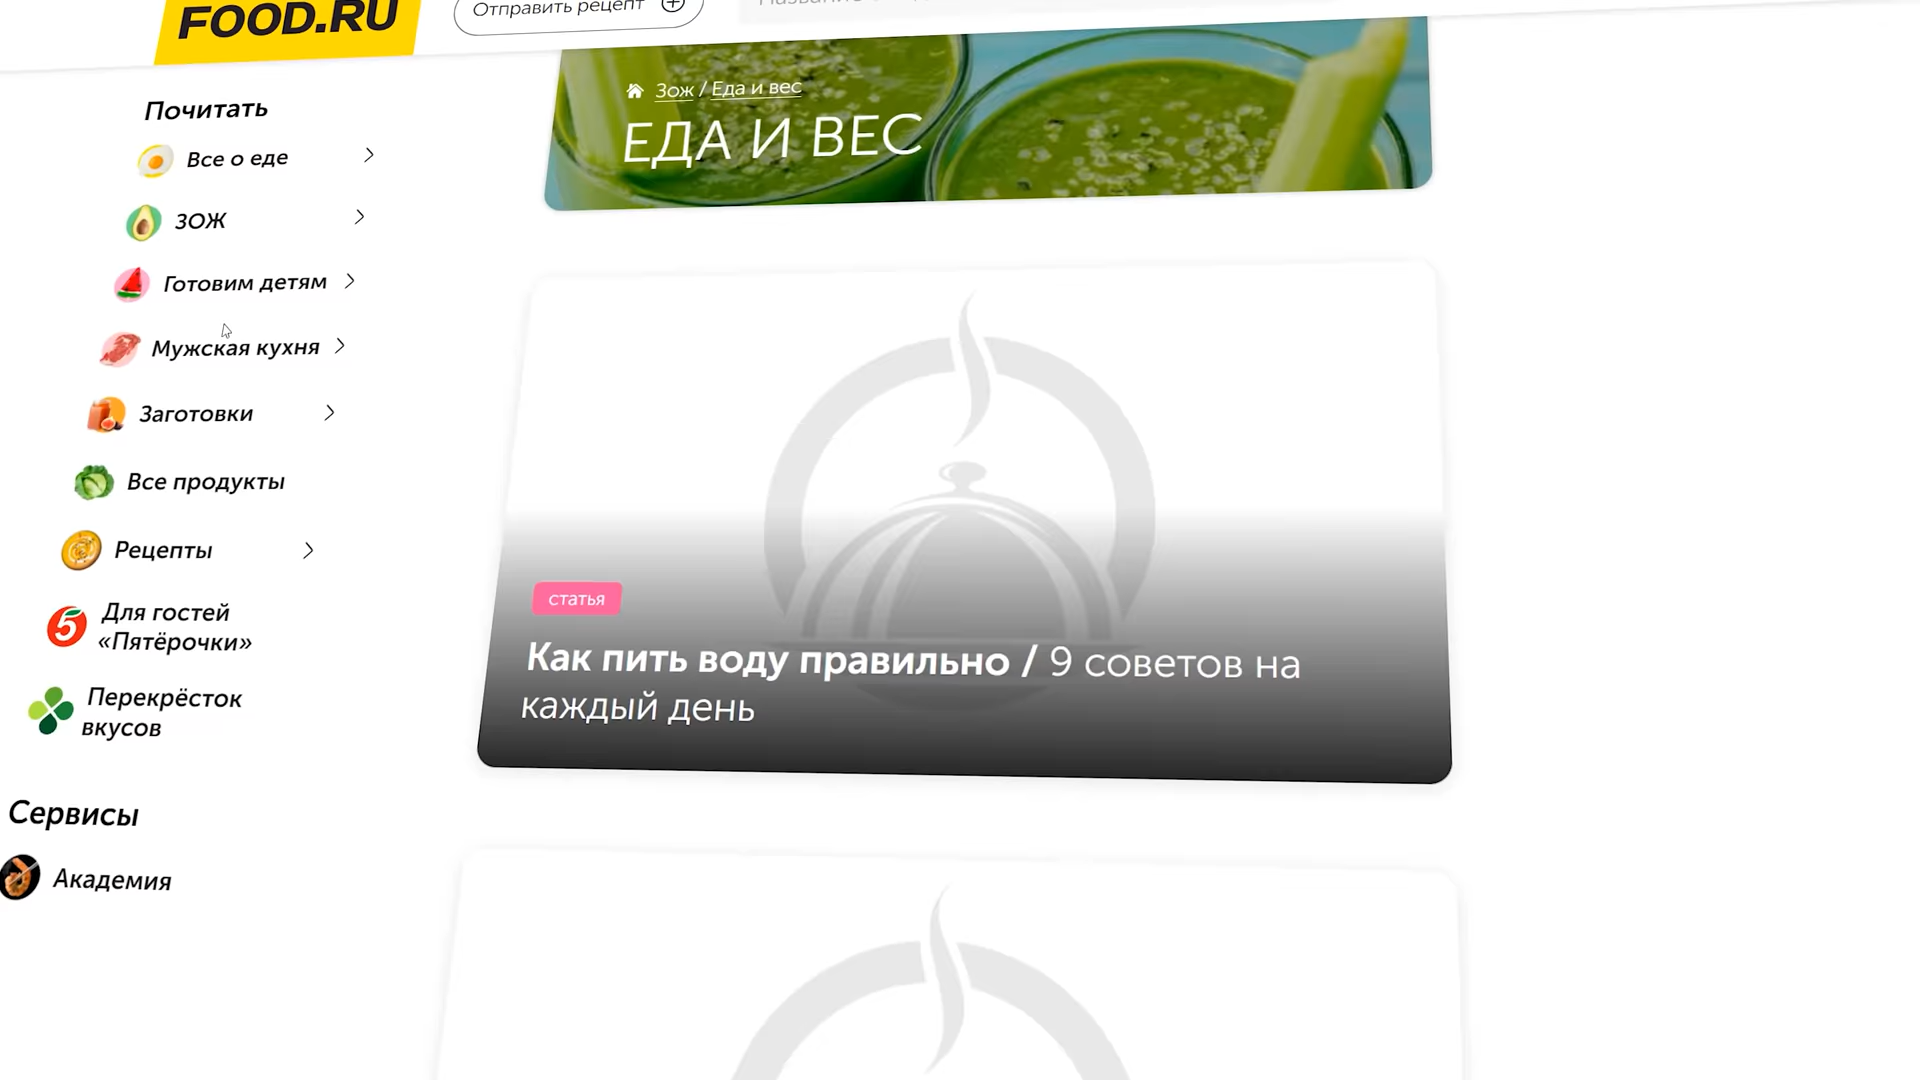 FOOD.RU
Отправить рецепт
Почитать
Все о еде
ЗОЖ
Готовим детям
Мужская кухня
Заготовки
Все продукты
Рецепты
Для гостей
«Пятёрочки»
Перекрёсток
вкусов
Сервисы
Академия
Зож / Еда и вес
ЕДА И ВЕС
статья
Как пить воду правильно / 9 советов на
каждый день